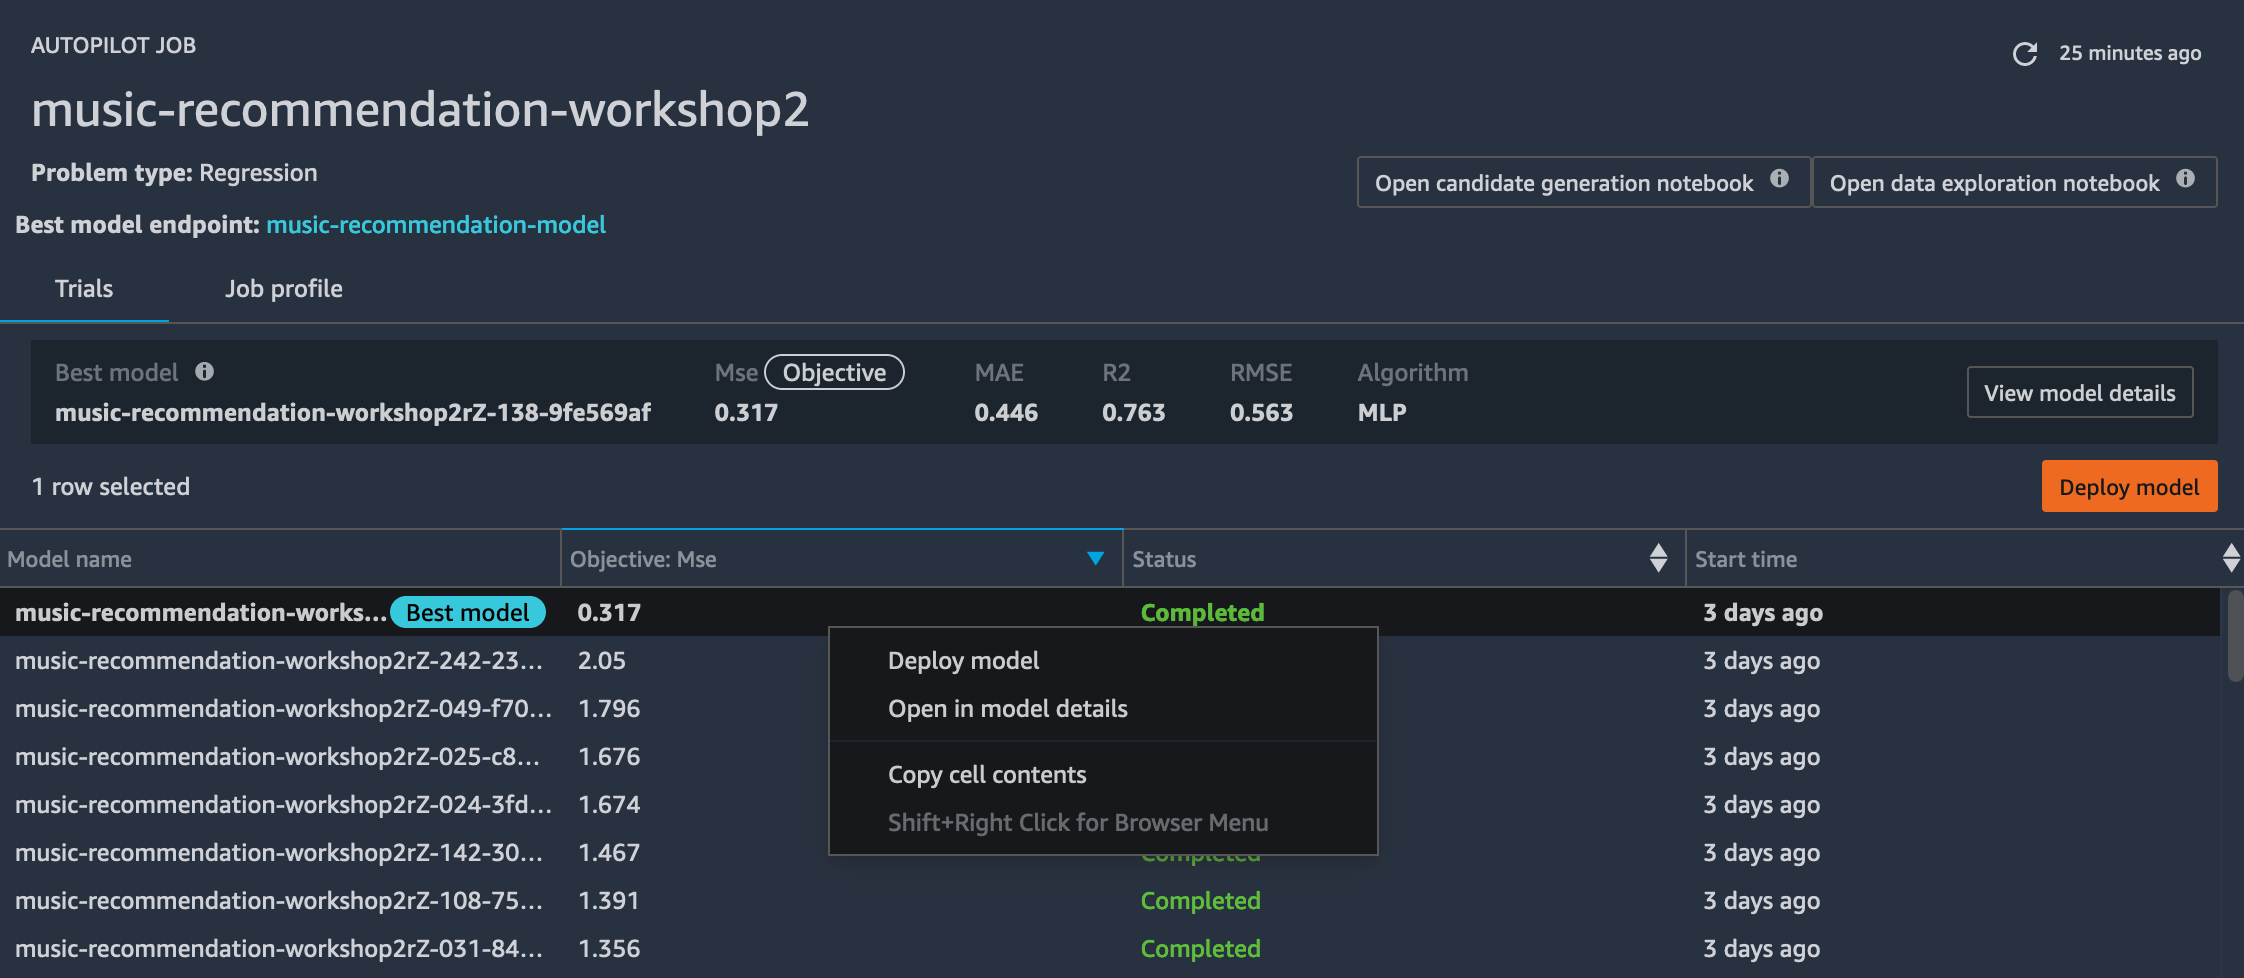 AUTOPILOT JOB
25 minutes ago
music-recommendation-workshop2
Problem type: Regression
Open candidate generation notebook
Open data exploration notebook
Best model endpoint: music-recommendation-model
Trials
Job profile
Best model
Mse Objective
MAE
R2
RMSE
Algorithm
music-recommendation-workshop2rZ-138-9fe569af
0.317
0.446
0.763
0.563
MLP
View model details
1 row selected
Deploy model
Model name
Objective: Mse
Status
Start time
music-recommendation-works... Best model 0.317 Completed 3 days ago
music-recommendation-workshop2rZ-242-23... 2.05 3 days ago
music-recommendation-workshop2rZ-049-f70... 1.796 3 days ago
music-recommendation-workshop2rZ-025-c8... 1.676 3 days ago
music-recommendation-workshop2rZ-024-3fd... 1.674 3 days ago
music-recommendation-workshop2rZ-142-30... 1.467 Completed 3 days ago
music-recommendation-workshop2rZ-108-75... 1.391 Completed 3 days ago
music-recommendation-workshop2rZ-031-84... 1.356 Completed 3 days ago
Deploy model
Open in model details
Copy cell contents
Shift+Right Click for Browser Menu